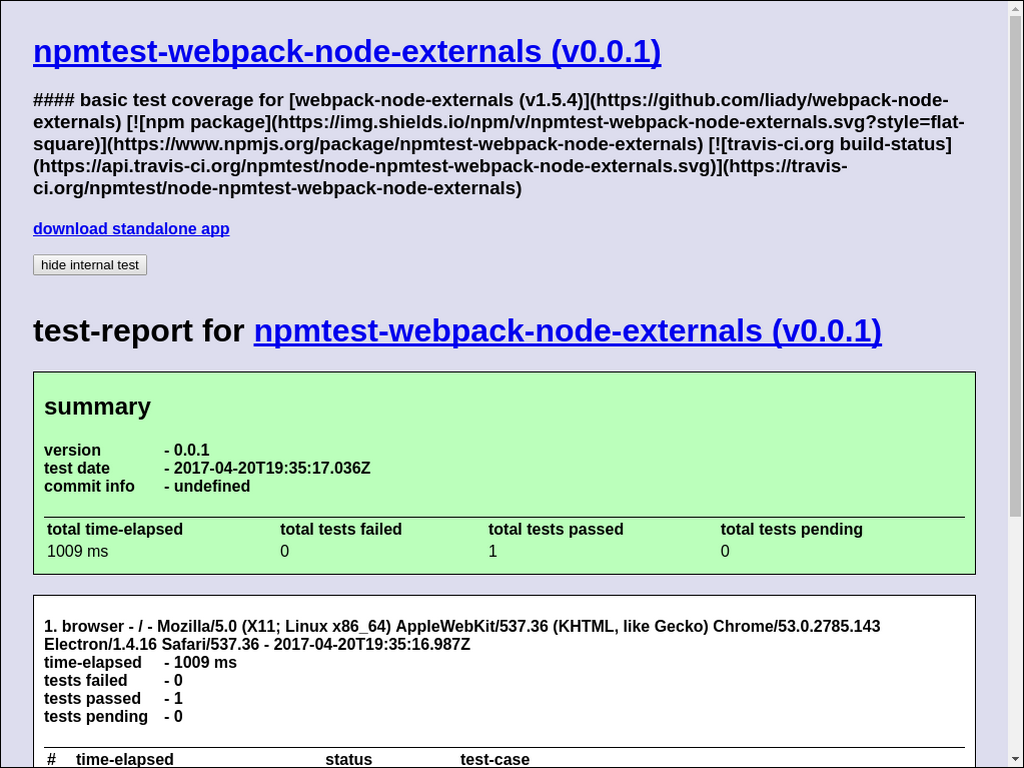 npmtest-webpack-node-externals (v0.0.1)
#### basic test coverage for [webpack-node-externals (v1.5.4)](https://github.com/liady/webpack-node-
externals) [![npm package](https://img.shields.io/npm/v/npmtest-webpack-node-externals.svg?style=flat-
square)](https://www.npmjs.org/package/npmtest-webpack-node-externals) [![travis-ci.org build-status]
(https://api.travis-ci.org/npmtest/node-npmtest-webpack-node-externals.svg)](https://travis-
ci.org/npmtest/node-npmtest-webpack-node-externals)
download standalone app
hide internal test
test-report for npmtest-webpack-node-externals (v0.0.1)
summary
version - 0.0.1
test date - 2017-04-20T19:35:17.036Z
commit info - undefined
total time-elapsed total tests failed total tests passed total tests pending
1009 ms 0 1 0
1. browser - / - Mozilla/5.0 (X11; Linux x86_64) AppleWebKit/537.36 (KHTML, like Gecko) Chrome/53.0.2785.143
Electron/1.4.16 Safari/537.36 - 2017-04-20T19:35:16.987Z
time-elapsed - 1009 ms
tests failed - 0
tests passed - 1
tests pending - 0
# time-elapsed status test-case